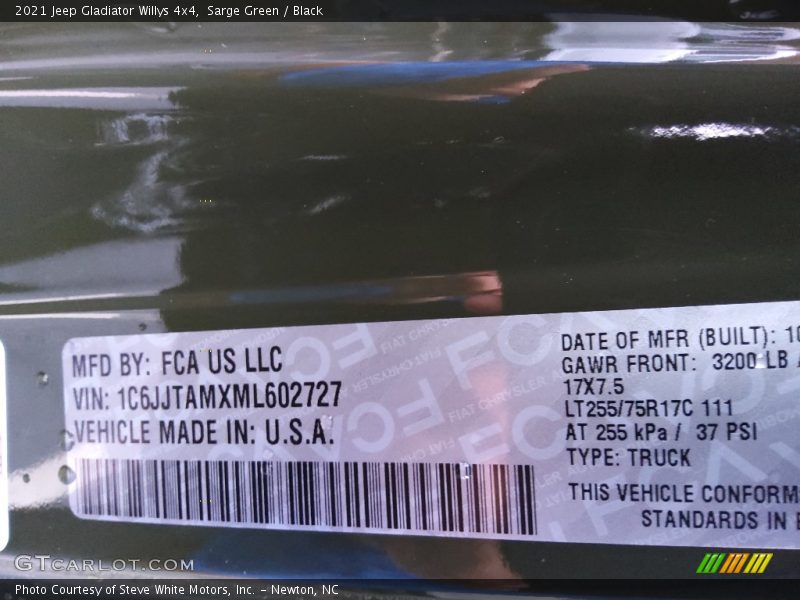 2021 Jeep Gladiator Willys 4x4, Sarge Green / Black
MFD BY: FCA US LLC
VIN: 1C6JJTAMXML602727
VEHICLE MADE IN: U.S.A.
DATE OF MFR (BUILT): 10
GAWR FRONT: 3200 LB
17X7.5
LT255/75R17C 111
AT 255 kPa / 37 PSI
TYPE: TRUCK
THIS VEHICLE CONFORM
STANDARDS IN
GTCARLOT.COM
Photo Courtesy of Steve White Motors, Inc. – Newton, NC